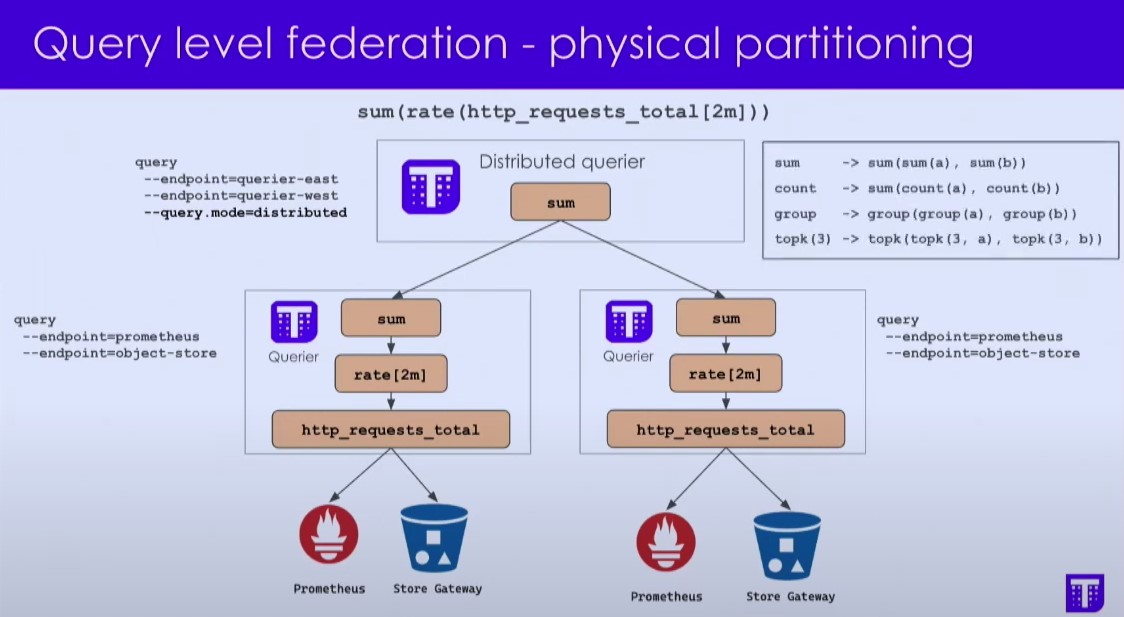 Query level federation - physical partitioning
sum(rate(http_requests_total[2m]))
query
--endpoint=querier-east
--endpoint=querier-west
--query.mode=distributed
Distributed querier
sum
sum -> sum(sum(a), sum(b))
count -> sum(count(a), count(b))
group -> group(group(a), group(b))
topk(3) -> topk(topk(3, a), topk(3, b))
query
--endpoint=prometheus
--endpoint=object-store
Querier
sum
rate[2m]
http_requests_total
Prometheus
Store Gateway
Querier
sum
rate[2m]
http_requests_total
query
--endpoint=prometheus
--endpoint=object-store
Prometheus
Store Gateway